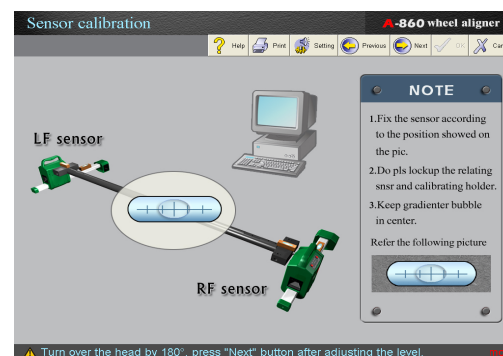 Sensor calibration
A-860 wheel aligner
Help Print Setting Previous Next OK
NOTE
1.Fix the sensor according
to the position showed on
the pic.
2.Do pls lockup the relating
snsr and calibrating holder.
3.Keep gradienter bubble
in center.
Refer the following picture
LF sensor
RF sensor
Turn over the head by 180°, press "Next" button after adjusting the level.